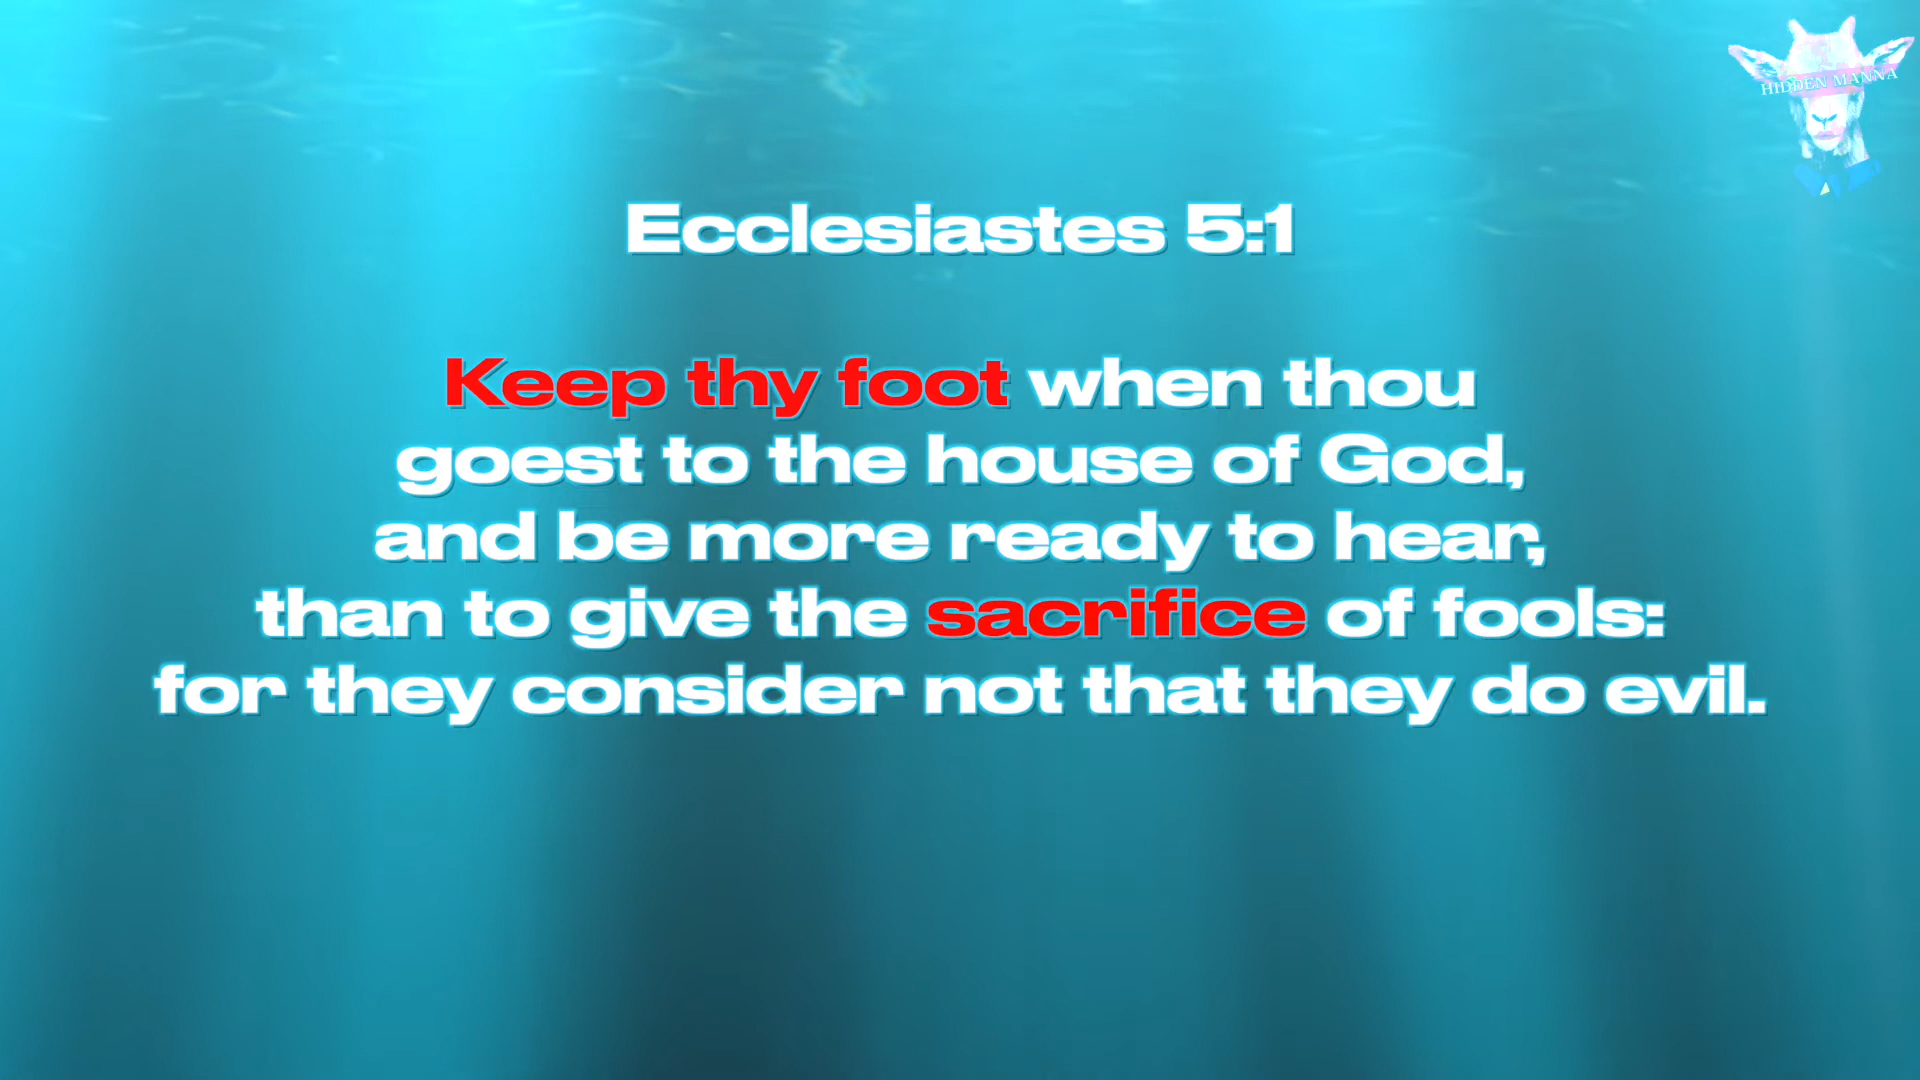 HIDDEN MANNA
Ecclesiastes 5:1
Keep thy foot when thou
goest to the house of God,
and be more ready to hear,
than to give the sacrifice of fools:
for they consider not that they do evil.